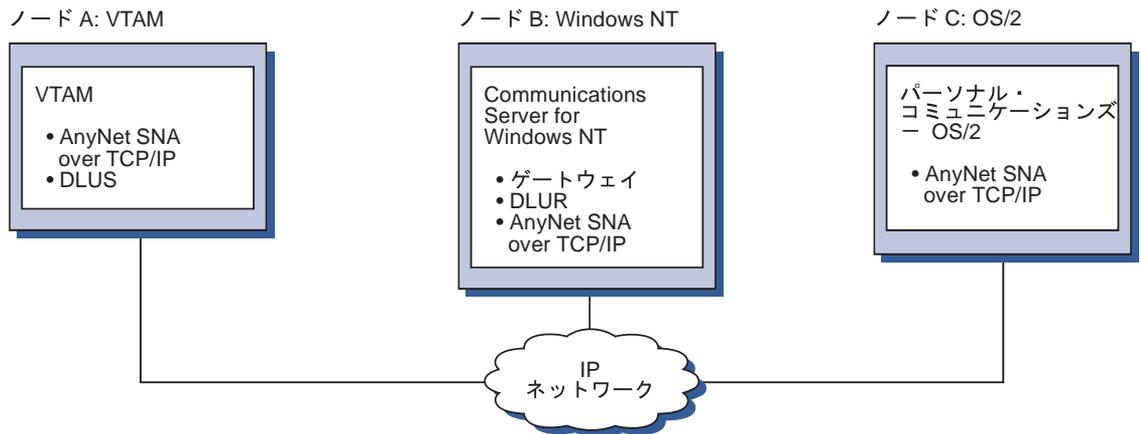 ノード A: VTAM
VTAM
• AnyNet SNA
over TCP/IP
• DLUS
ノード B: Windows NT
Communications
Server for
Windows NT
• ゲートウェイ
• DLUR
• AnyNet SNA
over TCP/IP
ノード C: OS/2
パーソナル・
コミュニケーションズ
ー OS/2
• AnyNet SNA
over TCP/IP
IP
ネットワーク